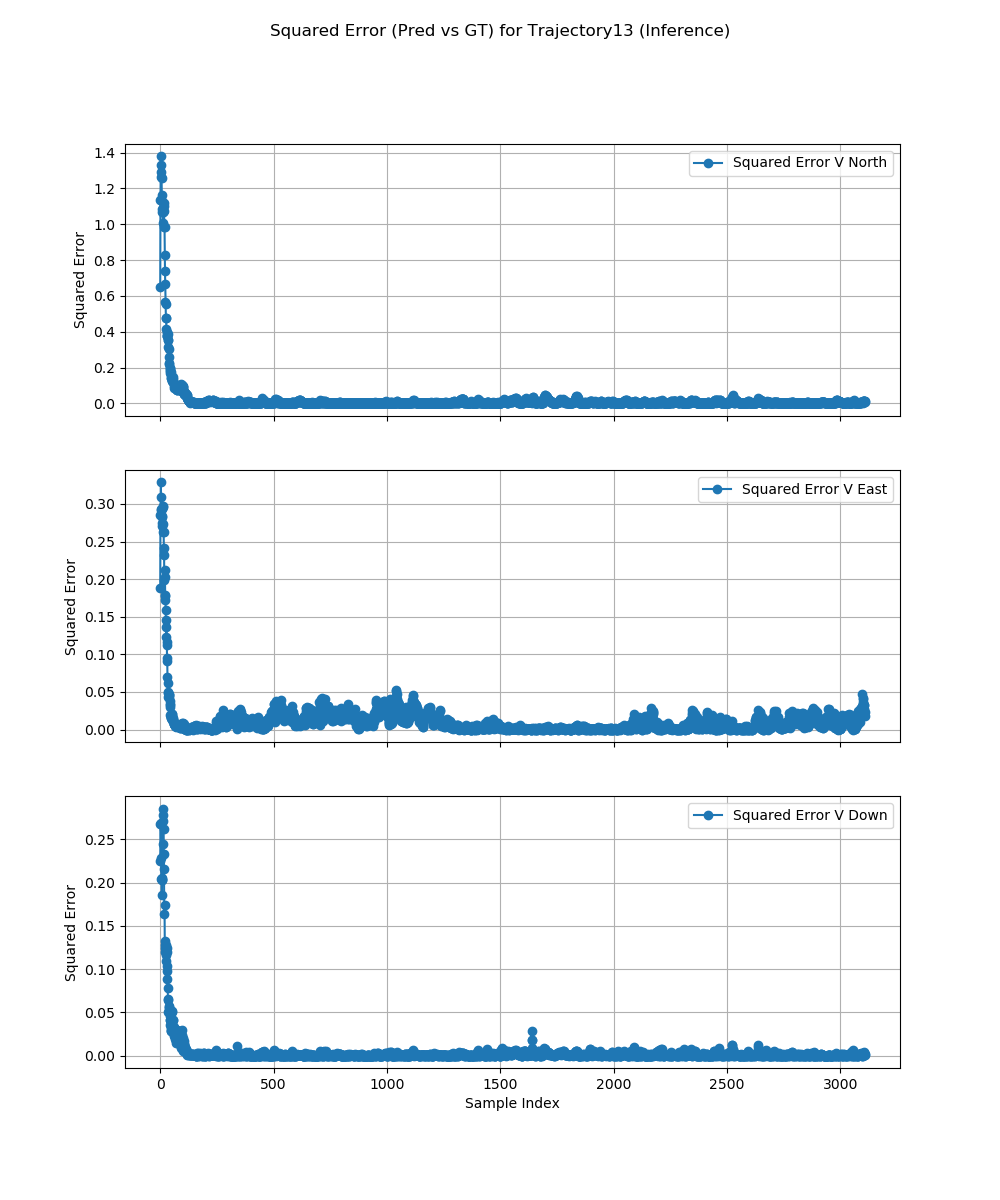 Squared Error (Pred vs GT) for Trajectory13 (Inference)
1.4
1.2
1.0
0.8
0.6
0.4
0.2
0.0
Squared Error
Squared Error V North
0.30
0.25
0.20
0.15
0.10
0.05
0.00
Squared Error
Squared Error V East
0.25
0.20
0.15
0.10
0.05
0.00
Squared Error
Squared Error V Down
0 500 1000 1500 2000 2500 3000
Sample Index